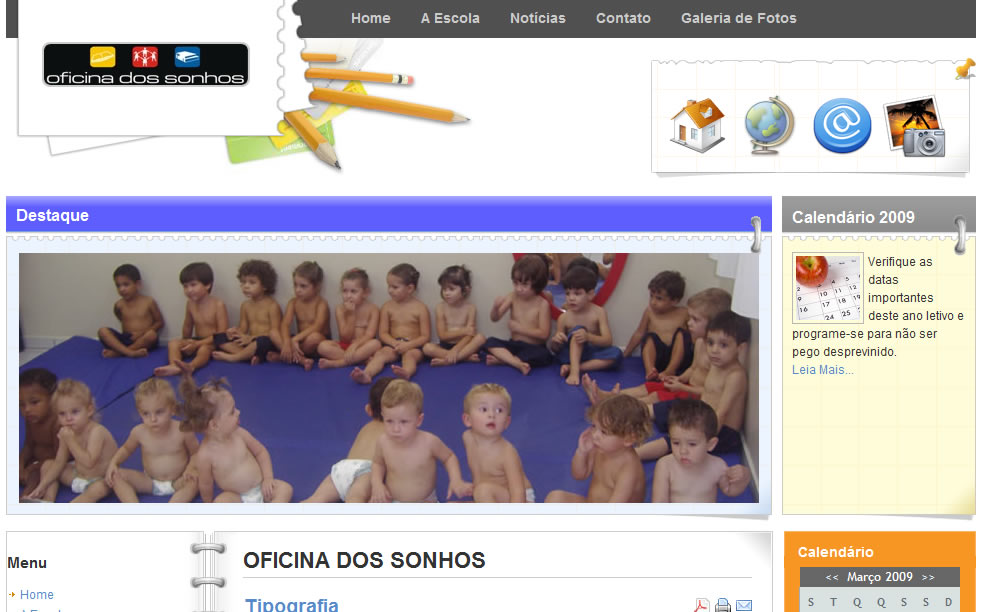 Home A Escola Notícias Contato Galeria de Fotos
oficina dos sonhos
Destaque
Calendário 2009
Verifique as
datas
importantes
deste ano letivo e
programe-se para não ser
pego desprevinido.
Leia Mais...
Menu
Home
OFICINA DOS SONHOS
Tipografia
Calendário
<< Março 2009 >>
S T Q Q S S D